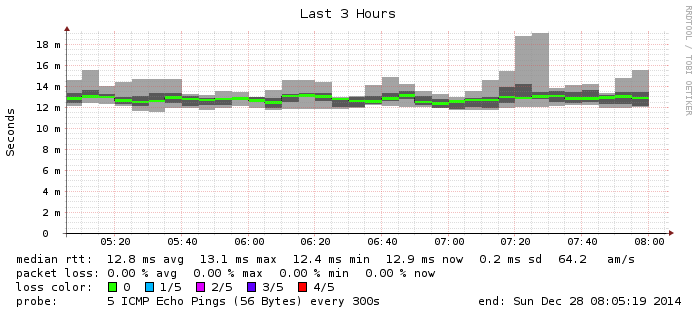 Last 3 Hours
RRDTOOL / TOBI OETIKER
Seconds
18 m
16 m
14 m
12 m
10 m
8 m
6 m
4 m
2 m
0
05:20 05:40 06:00 06:20 06:40 07:00 07:20 07:40 08:00
median rtt: 12.8 ms avg 13.1 ms max 12.4 ms min 12.9 ms now 0.2 ms sd 64.2 am/s
packet loss: 0.00 % avg 0.00 % max 0.00 % min 0.00 % now
loss color: 0 1/5 2/5 3/5 4/5
probe: 5 ICMP Echo Pings (56 Bytes) every 300s end: Sun Dec 28 08:05:19 2014